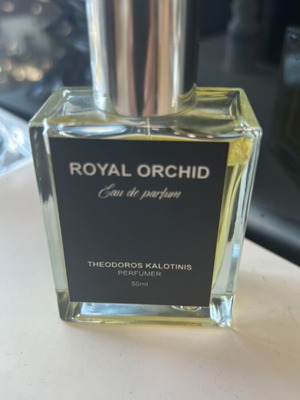 ROYAL ORCHID
Eau de parfum
THEODOROS KALOTINIS
PERFUMER
50ml